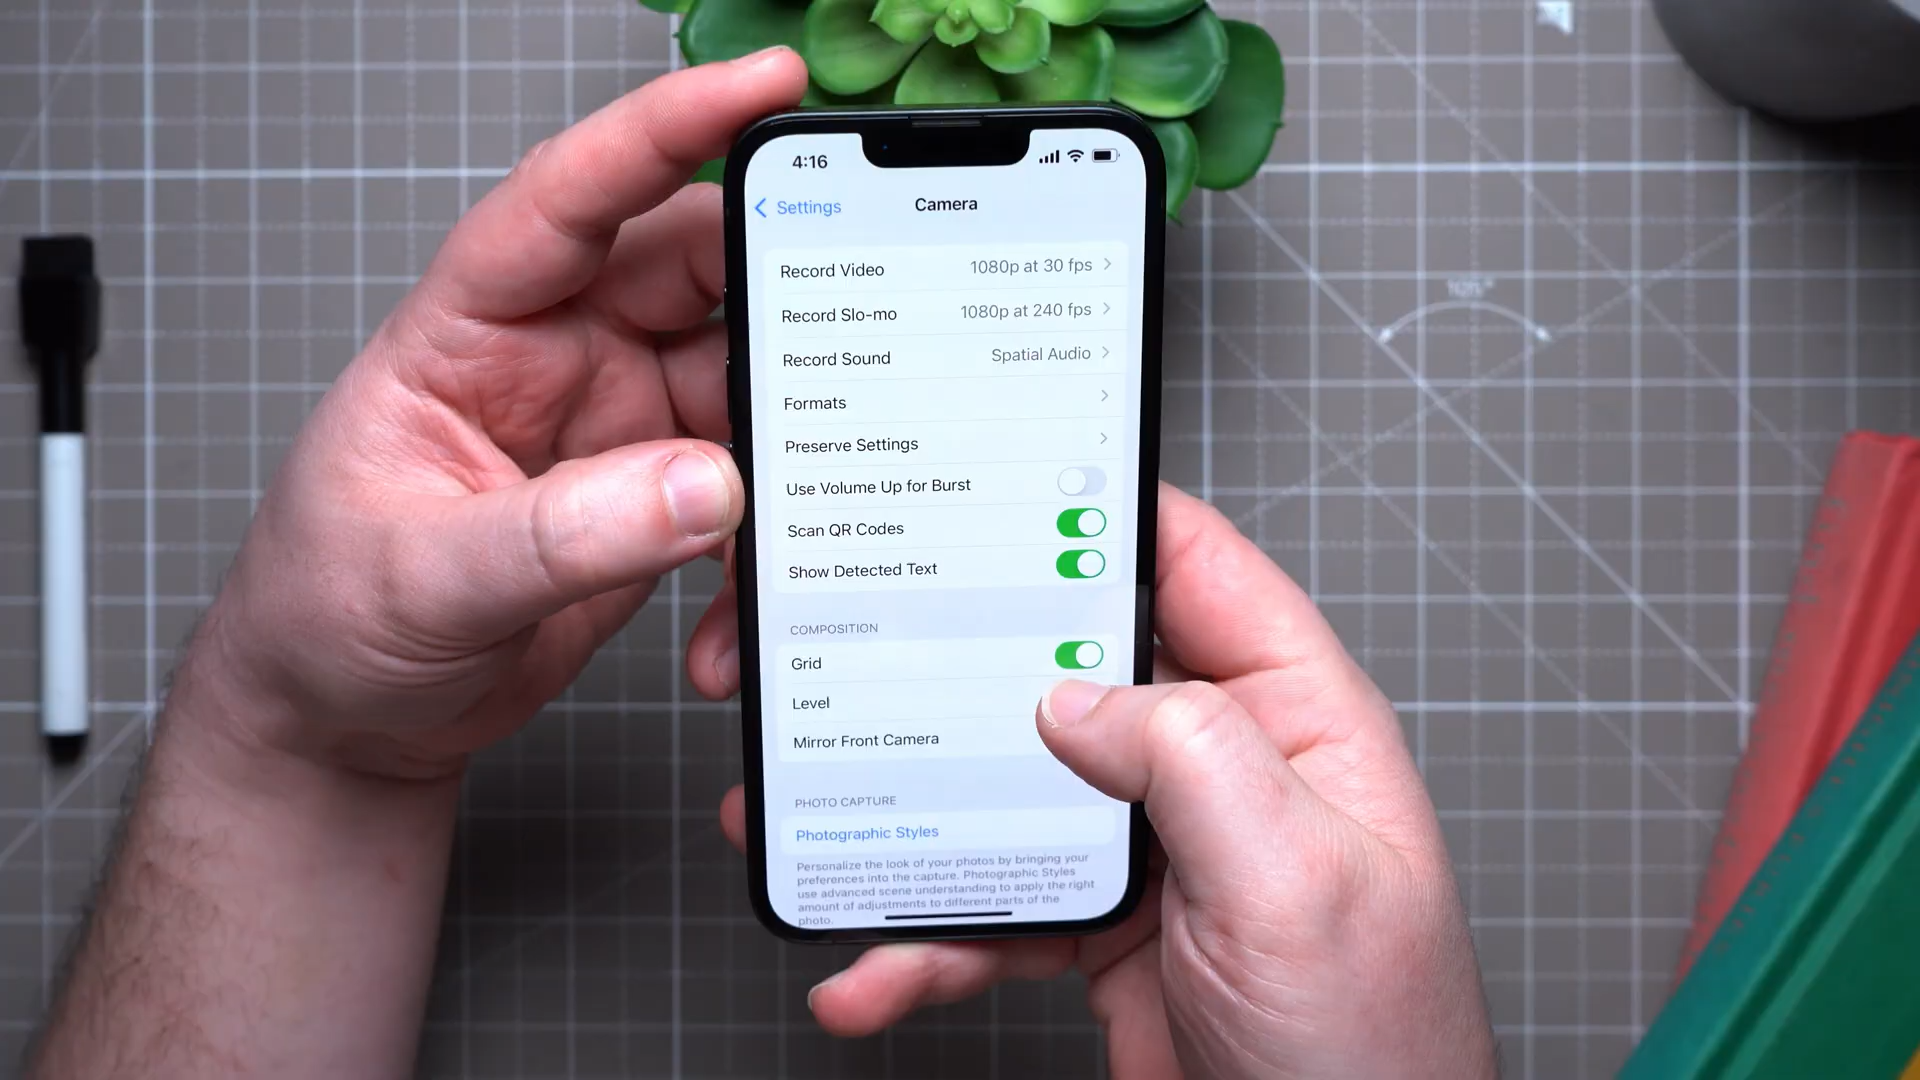 4:16
Settings
Camera
Record Video 1080p at 30 fps
Record Slo-mo 1080p at 240 fps
Record Sound Spatial Audio
Formats
Preserve Settings
Use Volume Up for Burst
Scan QR Codes
Show Detected Text
COMPOSITION
Grid
Level
Mirror Front Camera
PHOTO CAPTURE
Photographic Styles
Personalize the look of your photos by bringing your
preferences into the capture. Photographic Styles
use advanced scene understanding to apply the right
amount of adjustments to different parts of the
photo.